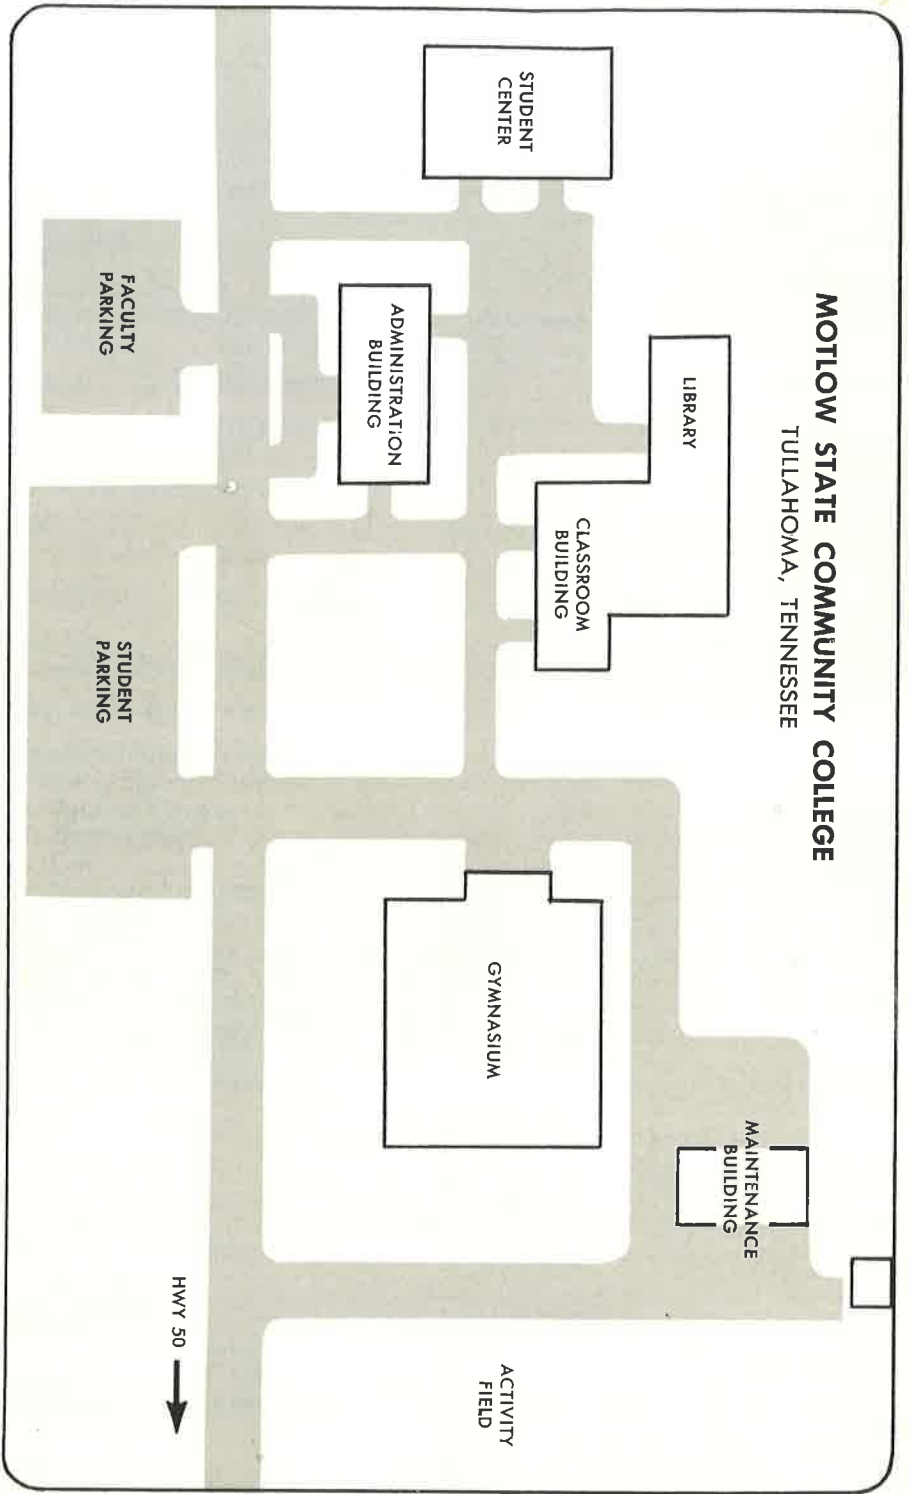 MOTLOW STATE COMMUNITY COLLEGE
TULLAHOMA, TENNESSEE
LIBRARY
STUDENT
CENTER
CLASSROOM
BUILDING
ADMINISTRATION
BUILDING
MAINTENANCE
BUILDING
GYMNASIUM
ACTIVITY
FIELD
FACULTY
PARKING
STUDENT
PARKING
HWY 50